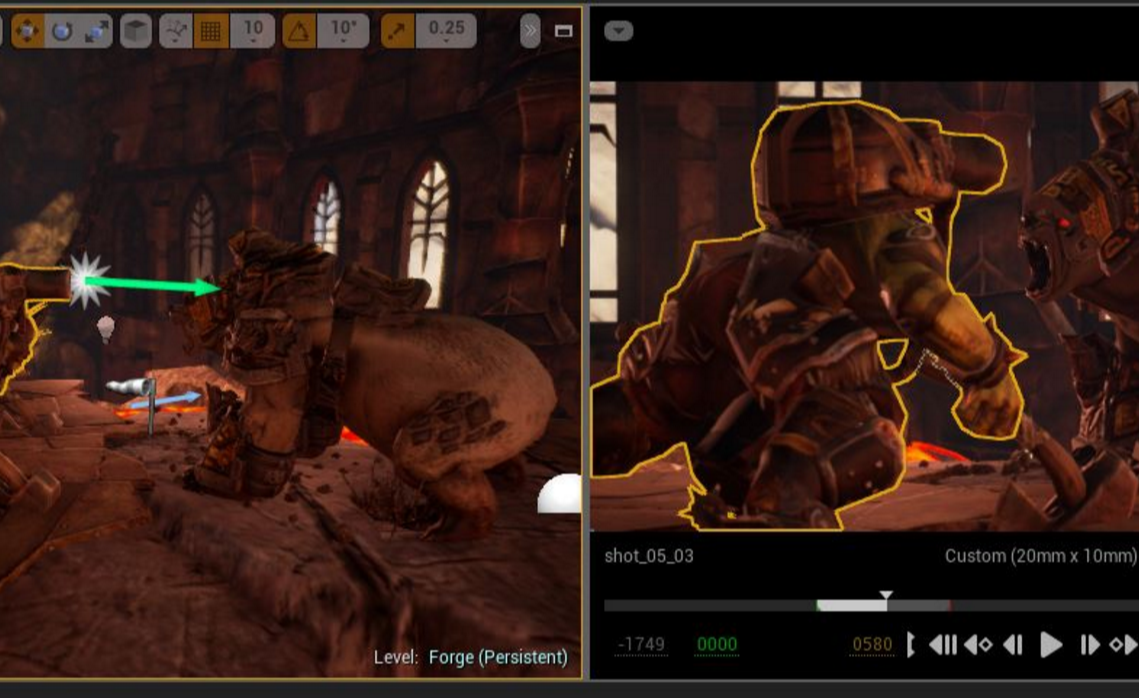 10 10° 0.25
Level: Forge (Persistent)
shot_05_03 Custom (20mm x 10mm)
-1749 0000 0580